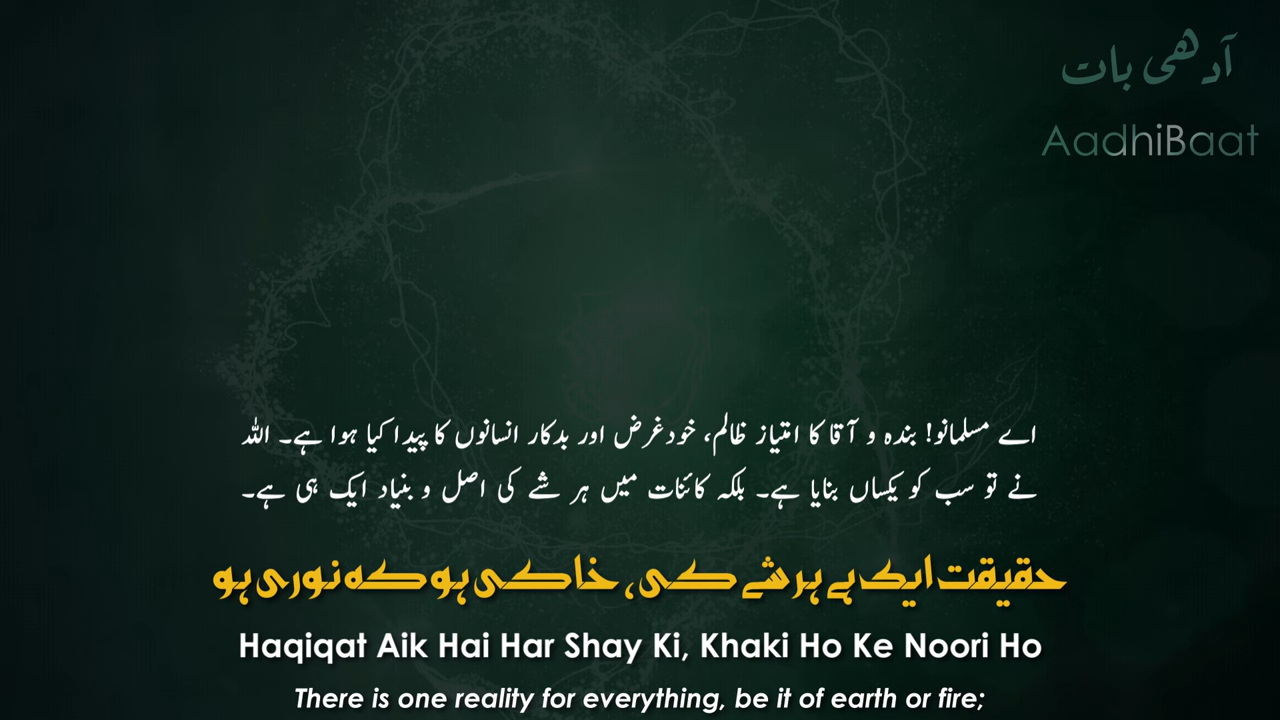 آدھی بات
AadhiBaat
اے مسلمانو! بندہ و آقا کا امتیاز ظالم، خودغرض اور بدکار انسانوں کا پیدا کیا ہوا ہے۔ اللہ
نے تو سب کو یکساں بنایا ہے۔ بلکہ کائنات میں ہر شے کی اصل و بنیاد ایک ہی ہے۔
حقیقت ایک ہے ہر شے کی، خاکی ہو کہ نوری ہو
Haqiqat Aik Hai Har Shay Ki, Khaki Ho Ke Noori Ho
There is one reality for everything, be it of earth or fire;